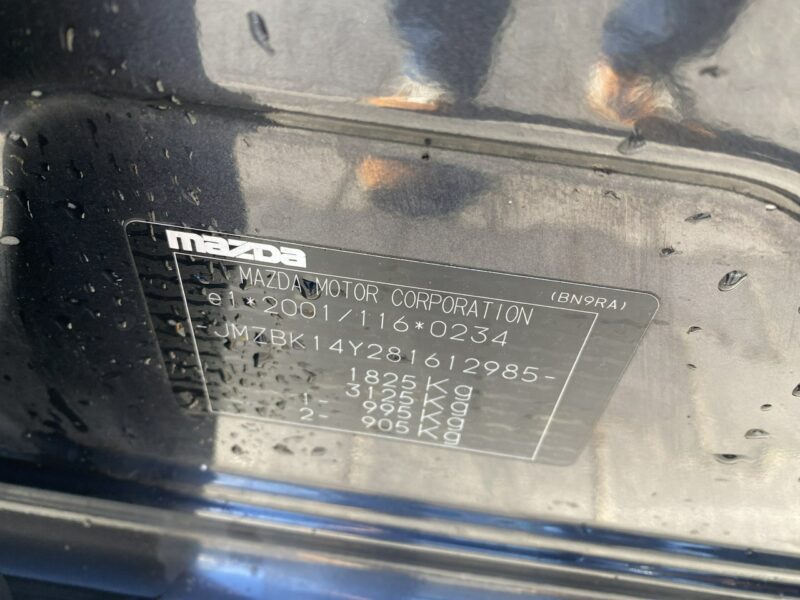 mazda
MAZDA MOTOR CORPORATION (BN9RA)
e1*2001/116*0234
-JMZBK14Y281612985-
1825 Kg
3125 Kg
1- 995 Kg
2- 905 Kg